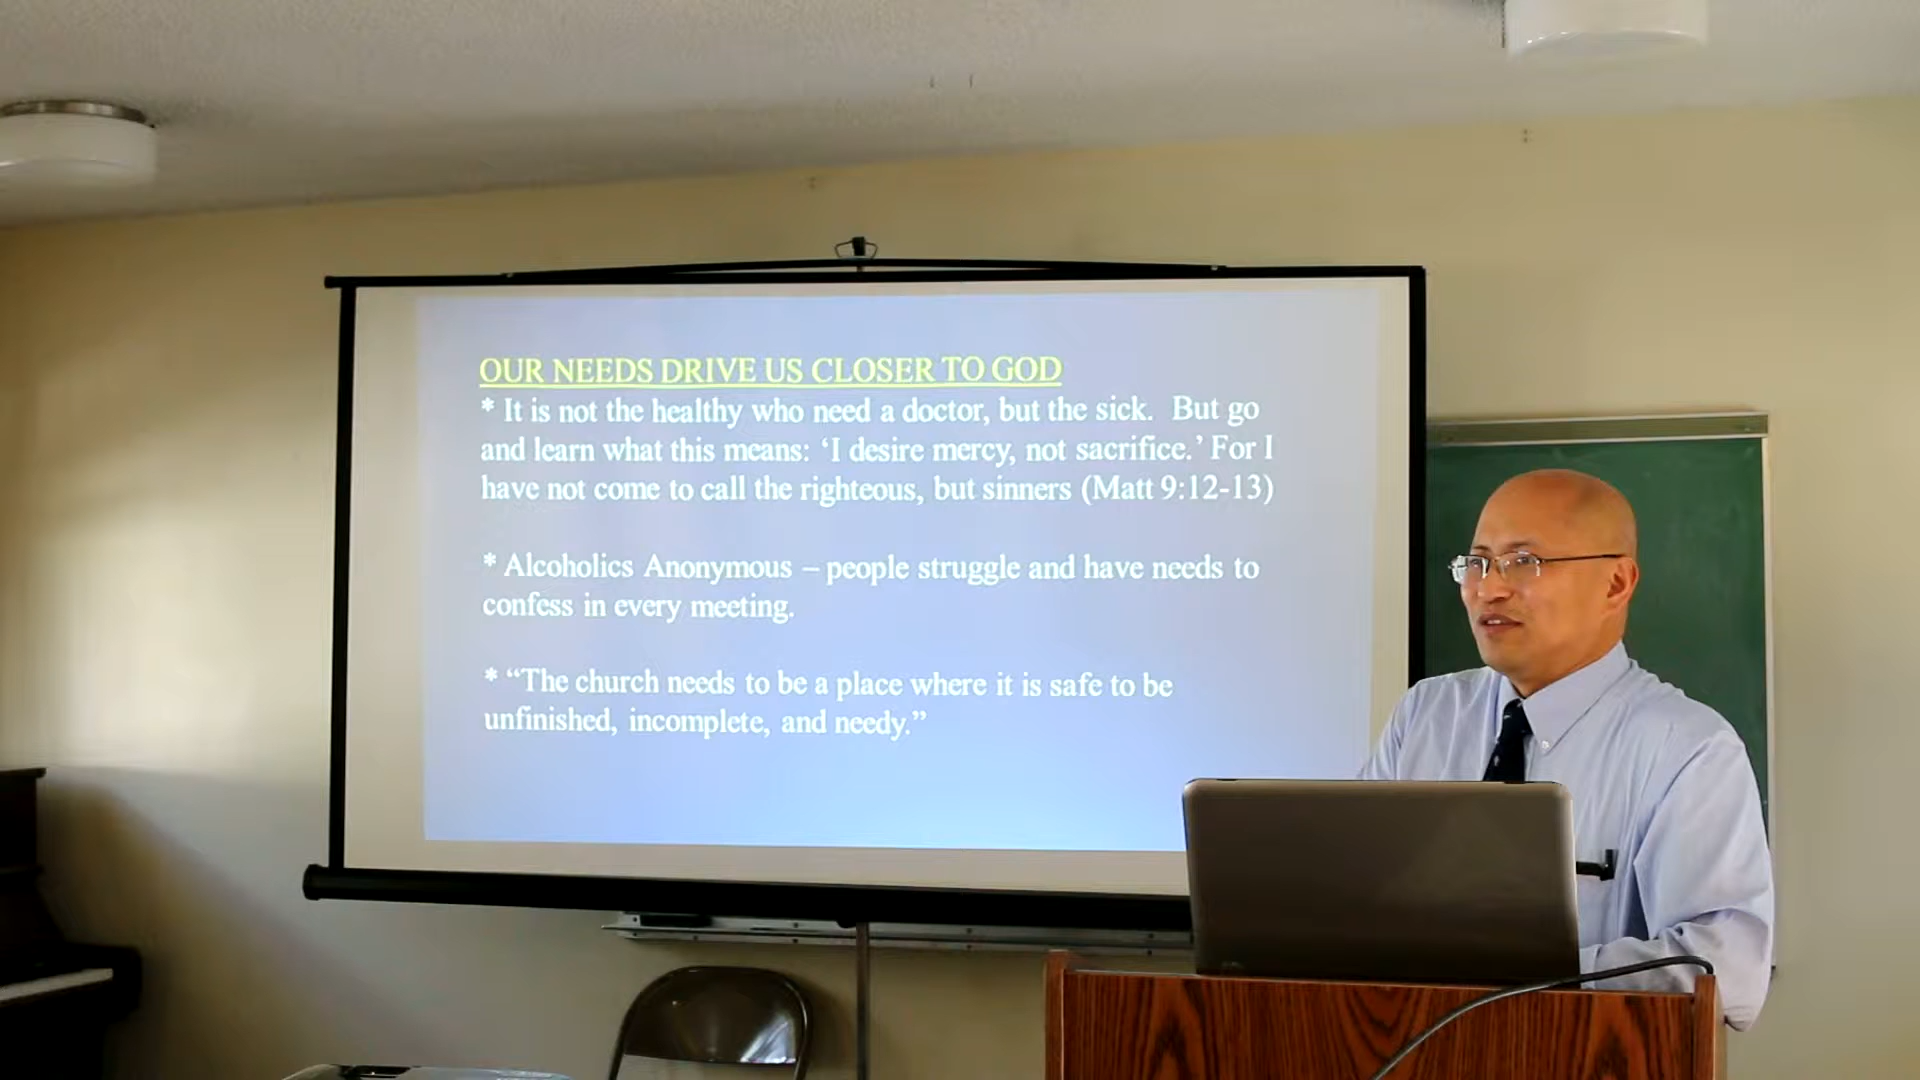 OUR NEEDS DRIVE US CLOSER TO GOD
* It is not the healthy who need a doctor, but the sick.  But go
and learn what this means: ‘I desire mercy, not sacrifice.’ For I
have not come to call the righteous, but sinners (Matt 9:12-13)
* Alcoholics Anonymous – people struggle and have needs to
confess in every meeting.
* “The church needs to be a place where it is safe to be
unfinished, incomplete, and needy.”